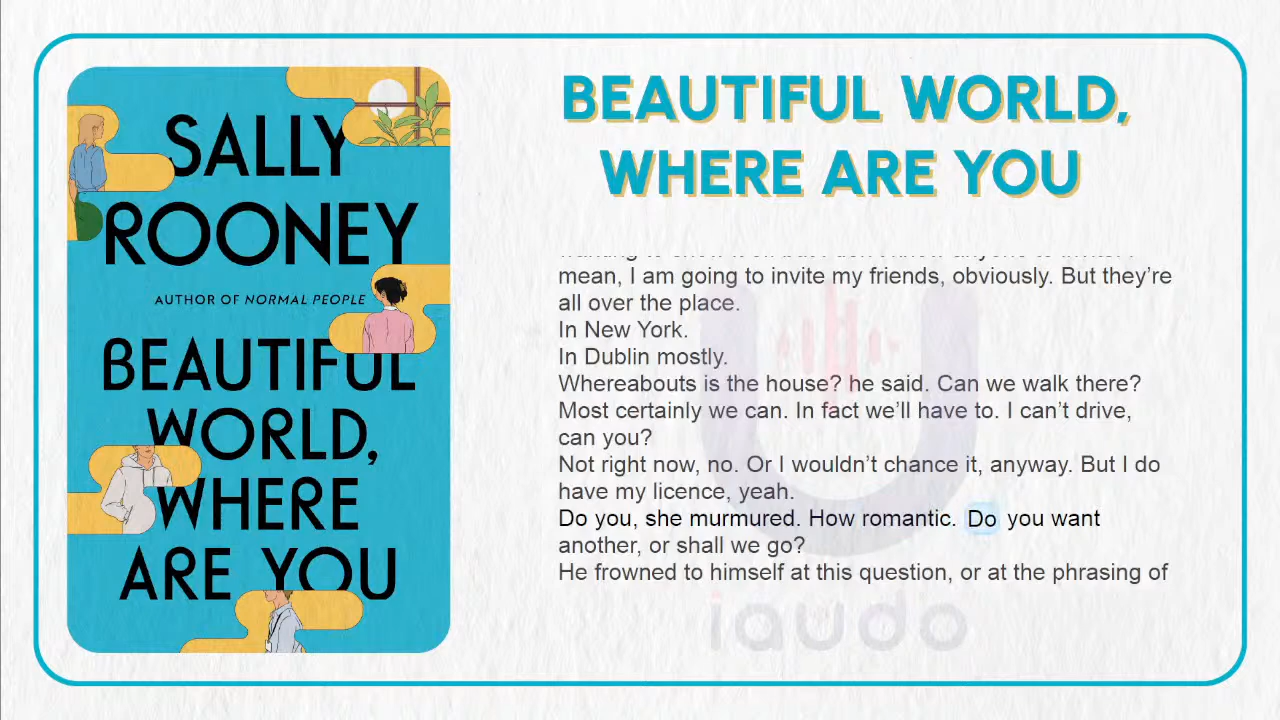 SALLY
ROONEY
AUTHOR OF NORMAL PEOPLE
BEAUTIFUL
WORLD,
WHERE
ARE YOU
BEAUTIFUL WORLD,
WHERE ARE YOU
mean, I am going to invite my friends, obviously. But they’re
all over the place.
In New York.
In Dublin mostly.
Whereabouts is the house? he said. Can we walk there?
Most certainly we can. In fact we’ll have to. I can’t drive,
can you?
Not right now, no. Or I wouldn’t chance it, anyway. But I do
have my licence, yeah.
Do you, she murmured. How romantic. Do you want
another, or shall we go?
He frowned to himself at this question, or at the phrasing of
iaudo